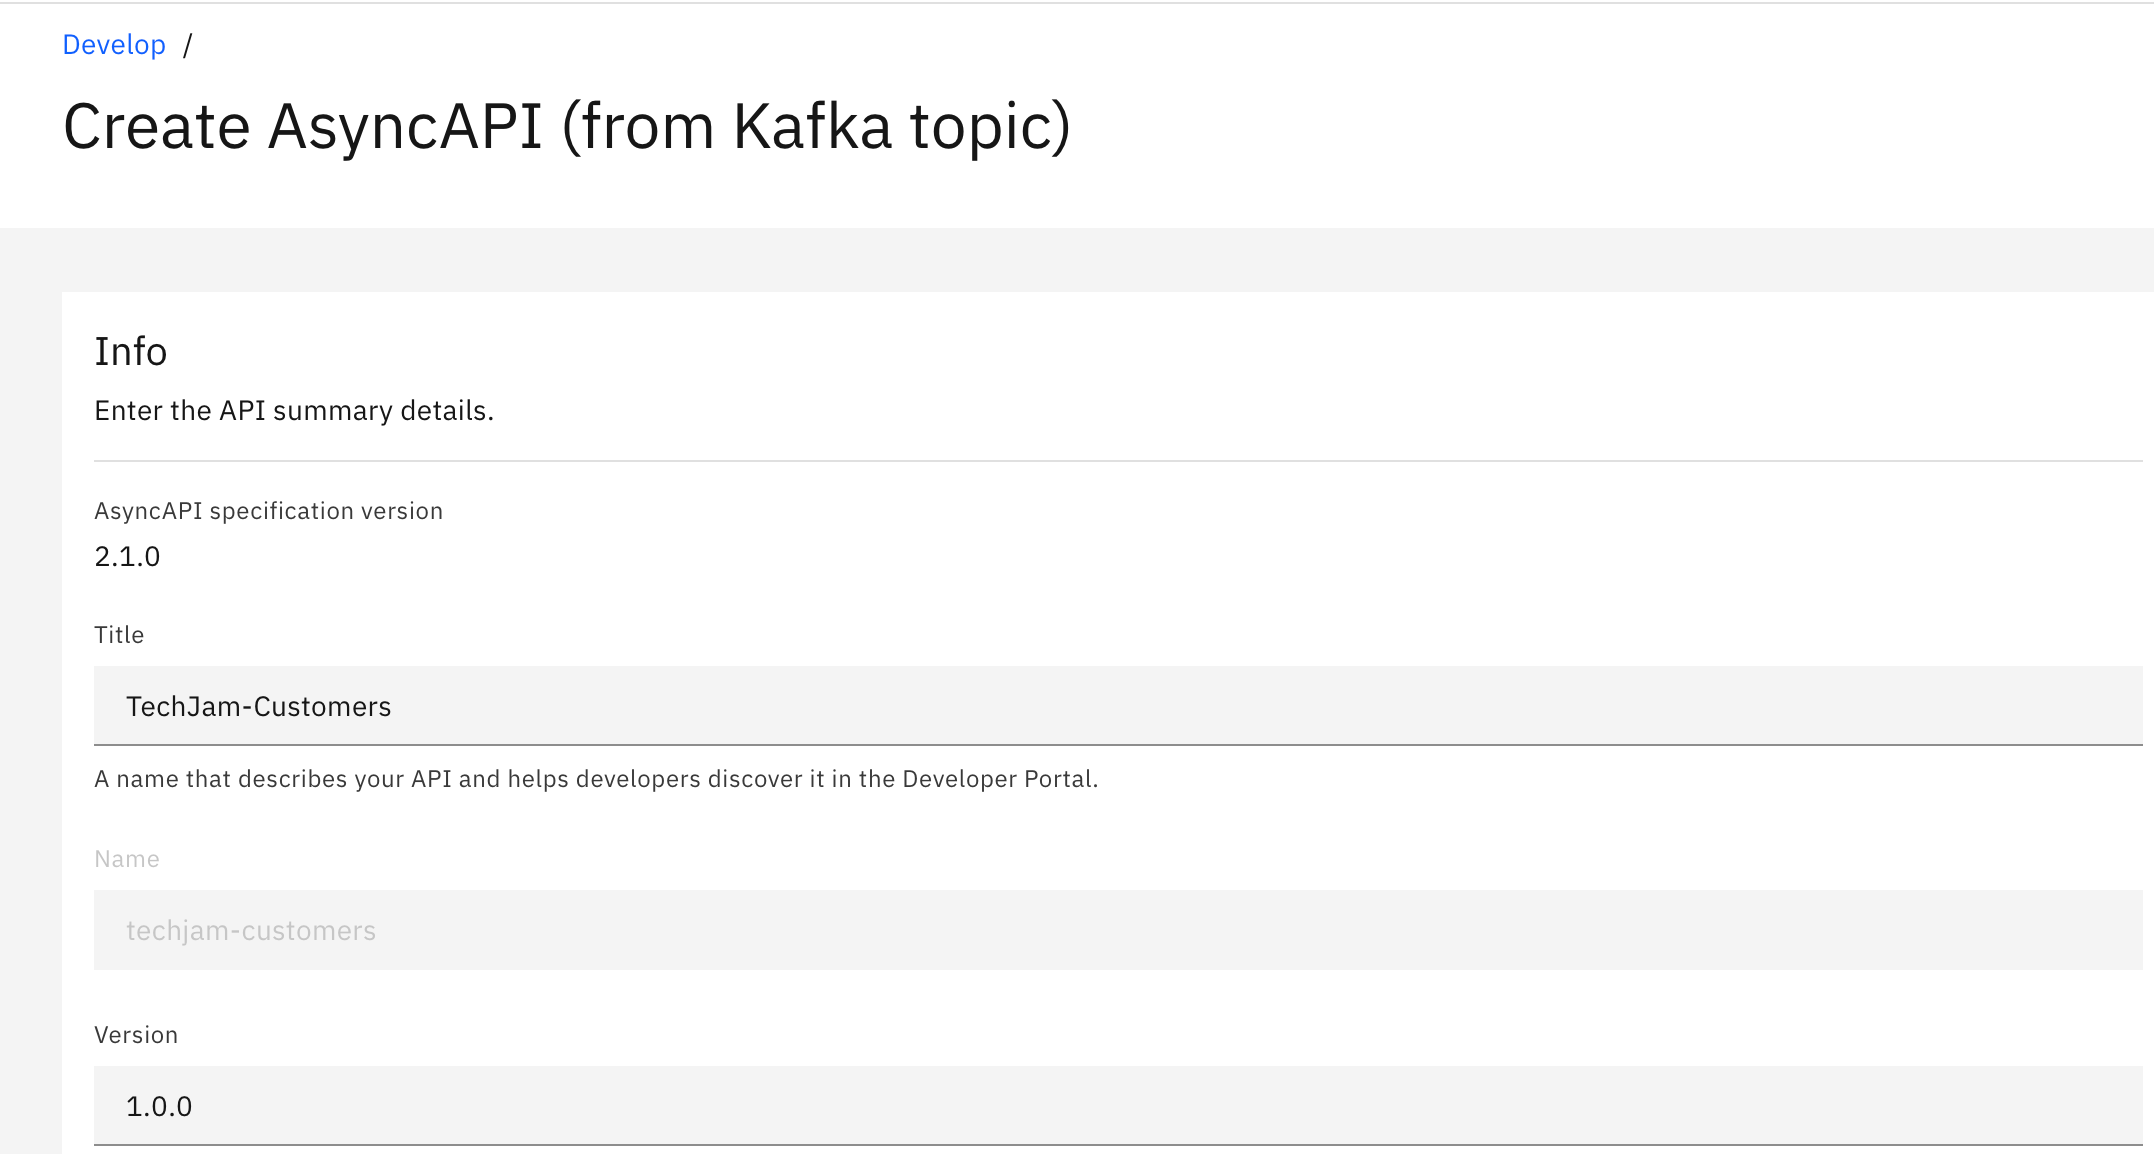 Develop /
Create AsyncAPI (from Kafka topic)
Info
Enter the API summary details.
AsyncAPI specification version
2.1.0
Title
TechJam-Customers
A name that describes your API and helps developers discover it in the Developer Portal.
Name
techjam-customers
Version
1.0.0